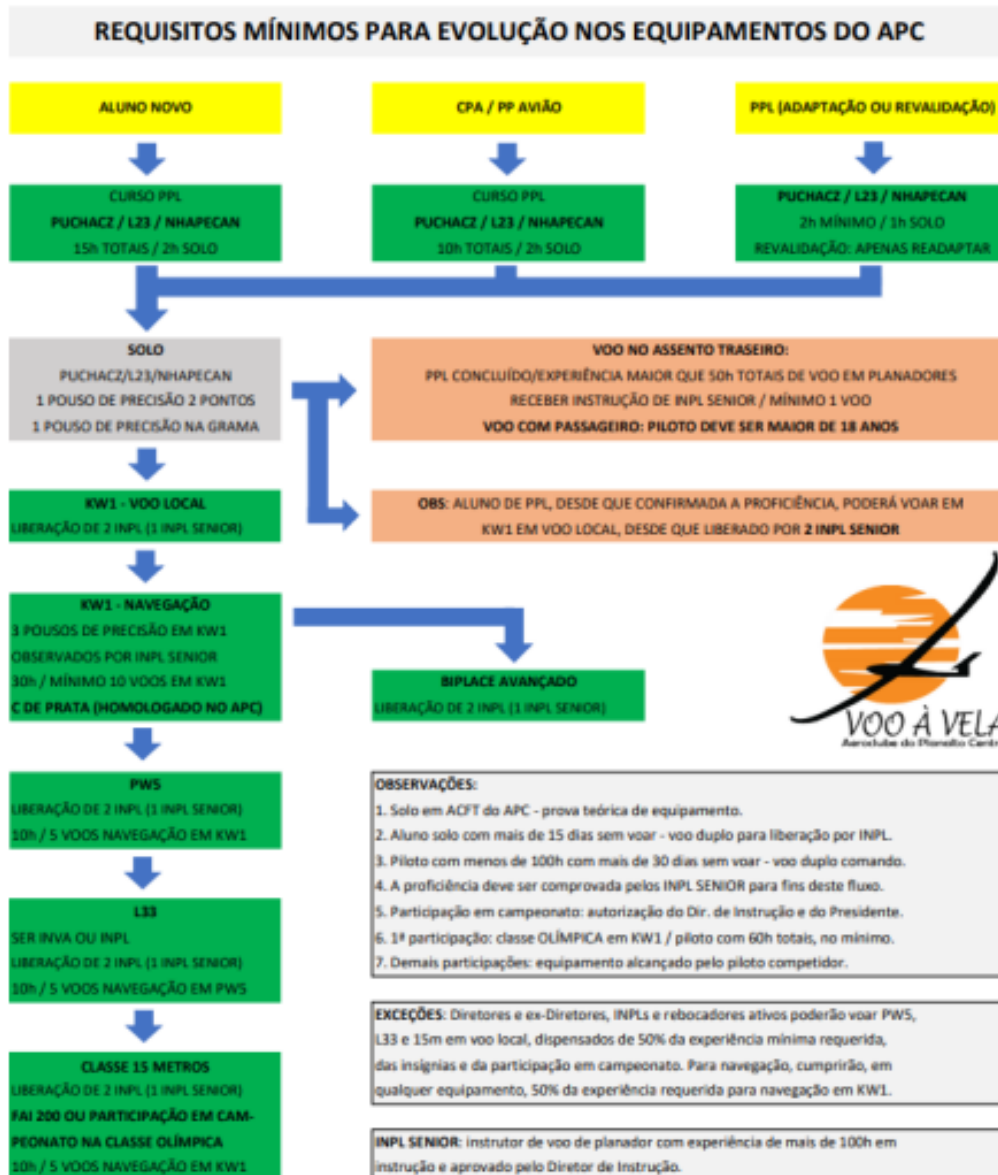 REQUISITOS MÍNIMOS PARA EVOLUÇÃO NOS EQUIPAMENTOS DO APC
ALUNO NOVO
CPA / PP AVIÃO
PPL (ADAPTAÇÃO OU REVALIDAÇÃO)
CURSO PPL
PUCHACZ / L23 / NHAPECAN
15h TOTAIS / 2h SOLO
CURSO PPL
PUCHACZ / L23 / NHAPECAN
10h TOTAIS / 2h SOLO
PUCHACZ / L23 / NHAPECAN
2h MÍNIMO / 1h SOLO
REVALIDAÇÃO: APENAS READAPTAR
SOLO
PUCHACZ/L23/NHAPECAN
1 POUSO DE PRECISÃO 2 PONTOS
1 POUSO DE PRECISÃO NA GRAMA
VOO NO ASSENTO TRASEIRO:
PPL CONCLUÍDO/EXPERIÊNCIA MAIOR QUE 50h TOTAIS DE VOO EM PLANADORES
RECEBER INSTRUÇÃO DE INPL SENIOR / MÍNIMO 1 VOO
VOO COM PASSAGEIRO: PILOTO DEVE SER MAIOR DE 18 ANOS
KW1 - VOO LOCAL
LIBERAÇÃO DE 2 INPL (1 INPL SENIOR)
OBS: ALUNO DE PPL, DESDE QUE CONFIRMADA A PROFICIÊNCIA, PODERÁ VOAR EM
KW1 EM VOO LOCAL, DESDE QUE LIBERADO POR 2 INPL SENIOR
KW1 - NAVEGAÇÃO
3 POUSOS DE PRECISÃO EM KW1
OBSERVADOS POR INPL SENIOR
30h / MÍNIMO 10 VOOS EM KW1
C DE PRATA (HOMOLOGADO NO APC)
BIPLACE AVANÇADO
LIBERAÇÃO DE 2 INPL (1 INPL SENIOR)
VOO À VELA
Aeroclube do Planalto Centr
PW5
LIBERAÇÃO DE 2 INPL (1 INPL SENIOR)
10h / 5 VOOS NAVEGAÇÃO EM KW1
L33
SER INVA OU INPL
LIBERAÇÃO DE 2 INPL (1 INPL SENIOR)
10h / 5 VOOS NAVEGAÇÃO EM PW5
CLASSE 15 METROS
LIBERAÇÃO DE 2 INPL (1 INPL SENIOR)
FAI 200 OU PARTICIPAÇÃO EM CAM-
PEONATO NA CLASSE OLÍMPICA
10h / 5 VOOS NAVEGAÇÃO EM KW1
OBSERVAÇÕES:
1. Solo em ACFT do APC - prova teórica de equipamento.
2. Aluno solo com mais de 15 dias sem voar - voo duplo para liberação por INPL.
3. Piloto com menos de 100h com mais de 30 dias sem voar - voo duplo comando.
4. A proficiência deve ser comprovada pelos INPL SENIOR para fins deste fluxo.
5. Participação em campeonato: autorização do Dir. de Instrução e do Presidente.
6. 1ª participação: classe OLÍMPICA em KW1 / piloto com 60h totais, no mínimo.
7. Demais participações: equipamento alcançado pelo piloto competidor.
EXCEÇÕES: Diretores e ex-Diretores, INPLs e rebocadores ativos poderão voar PW5,
L33 e 15m em voo local, dispensados de 50% da experiência mínima requerida,
das insígnias e da participação em campeonato. Para navegação, cumprirão, em
qualquer equipamento, 50% da experiência requerida para navegação em KW1.
INPL SENIOR: instrutor de voo de planador com experiência de mais de 100h em
instrução e aprovado pelo Diretor de Instrução.